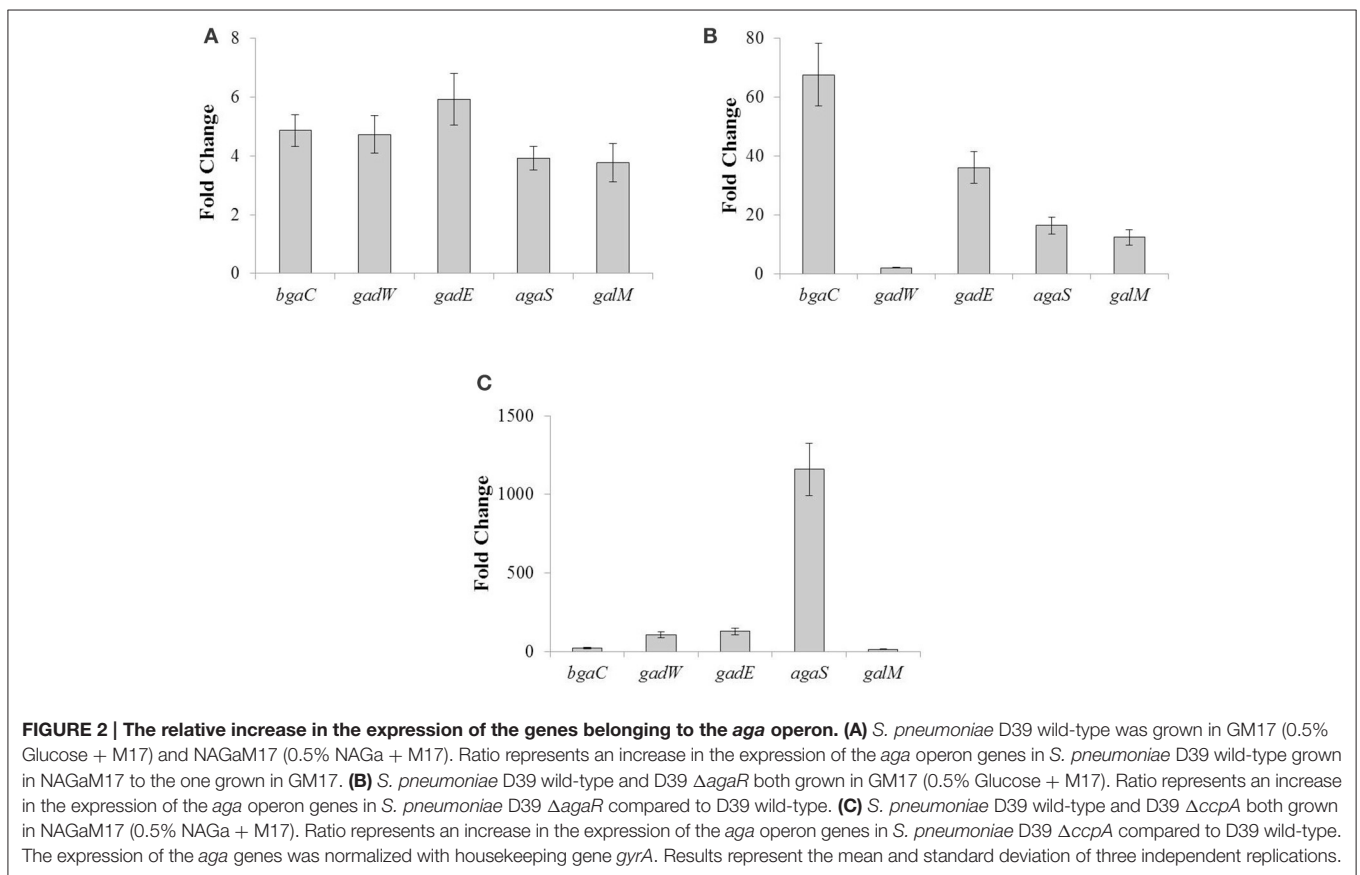 A
8
6
4
2
0
Fold Change
bgaC gadW gadE agaS galM
B
80
60
40
20
0
Fold Change
bgaC gadW gadE agaS galM
C
1500
1000
500
0
Fold Change
bgaC gadW gadE agaS galM
FIGURE 2 | The relative increase in the expression of the genes belonging to the aga operon. (A) S. pneumoniae D39 wild-type was grown in GM17 (0.5%
Glucose + M17) and NAGaM17 (0.5% NAGa + M17). Ratio represents an increase in the expression of the aga operon genes in S. pneumoniae D39 wild-type grown
in NAGaM17 to the one grown in GM17. (B) S. pneumoniae D39 wild-type and D39 ΔagaR both grown in GM17 (0.5% Glucose + M17). Ratio represents an increase
in the expression of the aga operon genes in S. pneumoniae D39 ΔagaR compared to D39 wild-type. (C) S. pneumoniae D39 wild-type and D39 ΔccpA both grown
in NAGaM17 (0.5% NAGa + M17). Ratio represents an increase in the expression of the aga operon genes in S. pneumoniae D39 ΔccpA compared to D39 wild-type.
The expression of the aga genes was normalized with housekeeping gene gyrA. Results represent the mean and standard deviation of three independent replications.